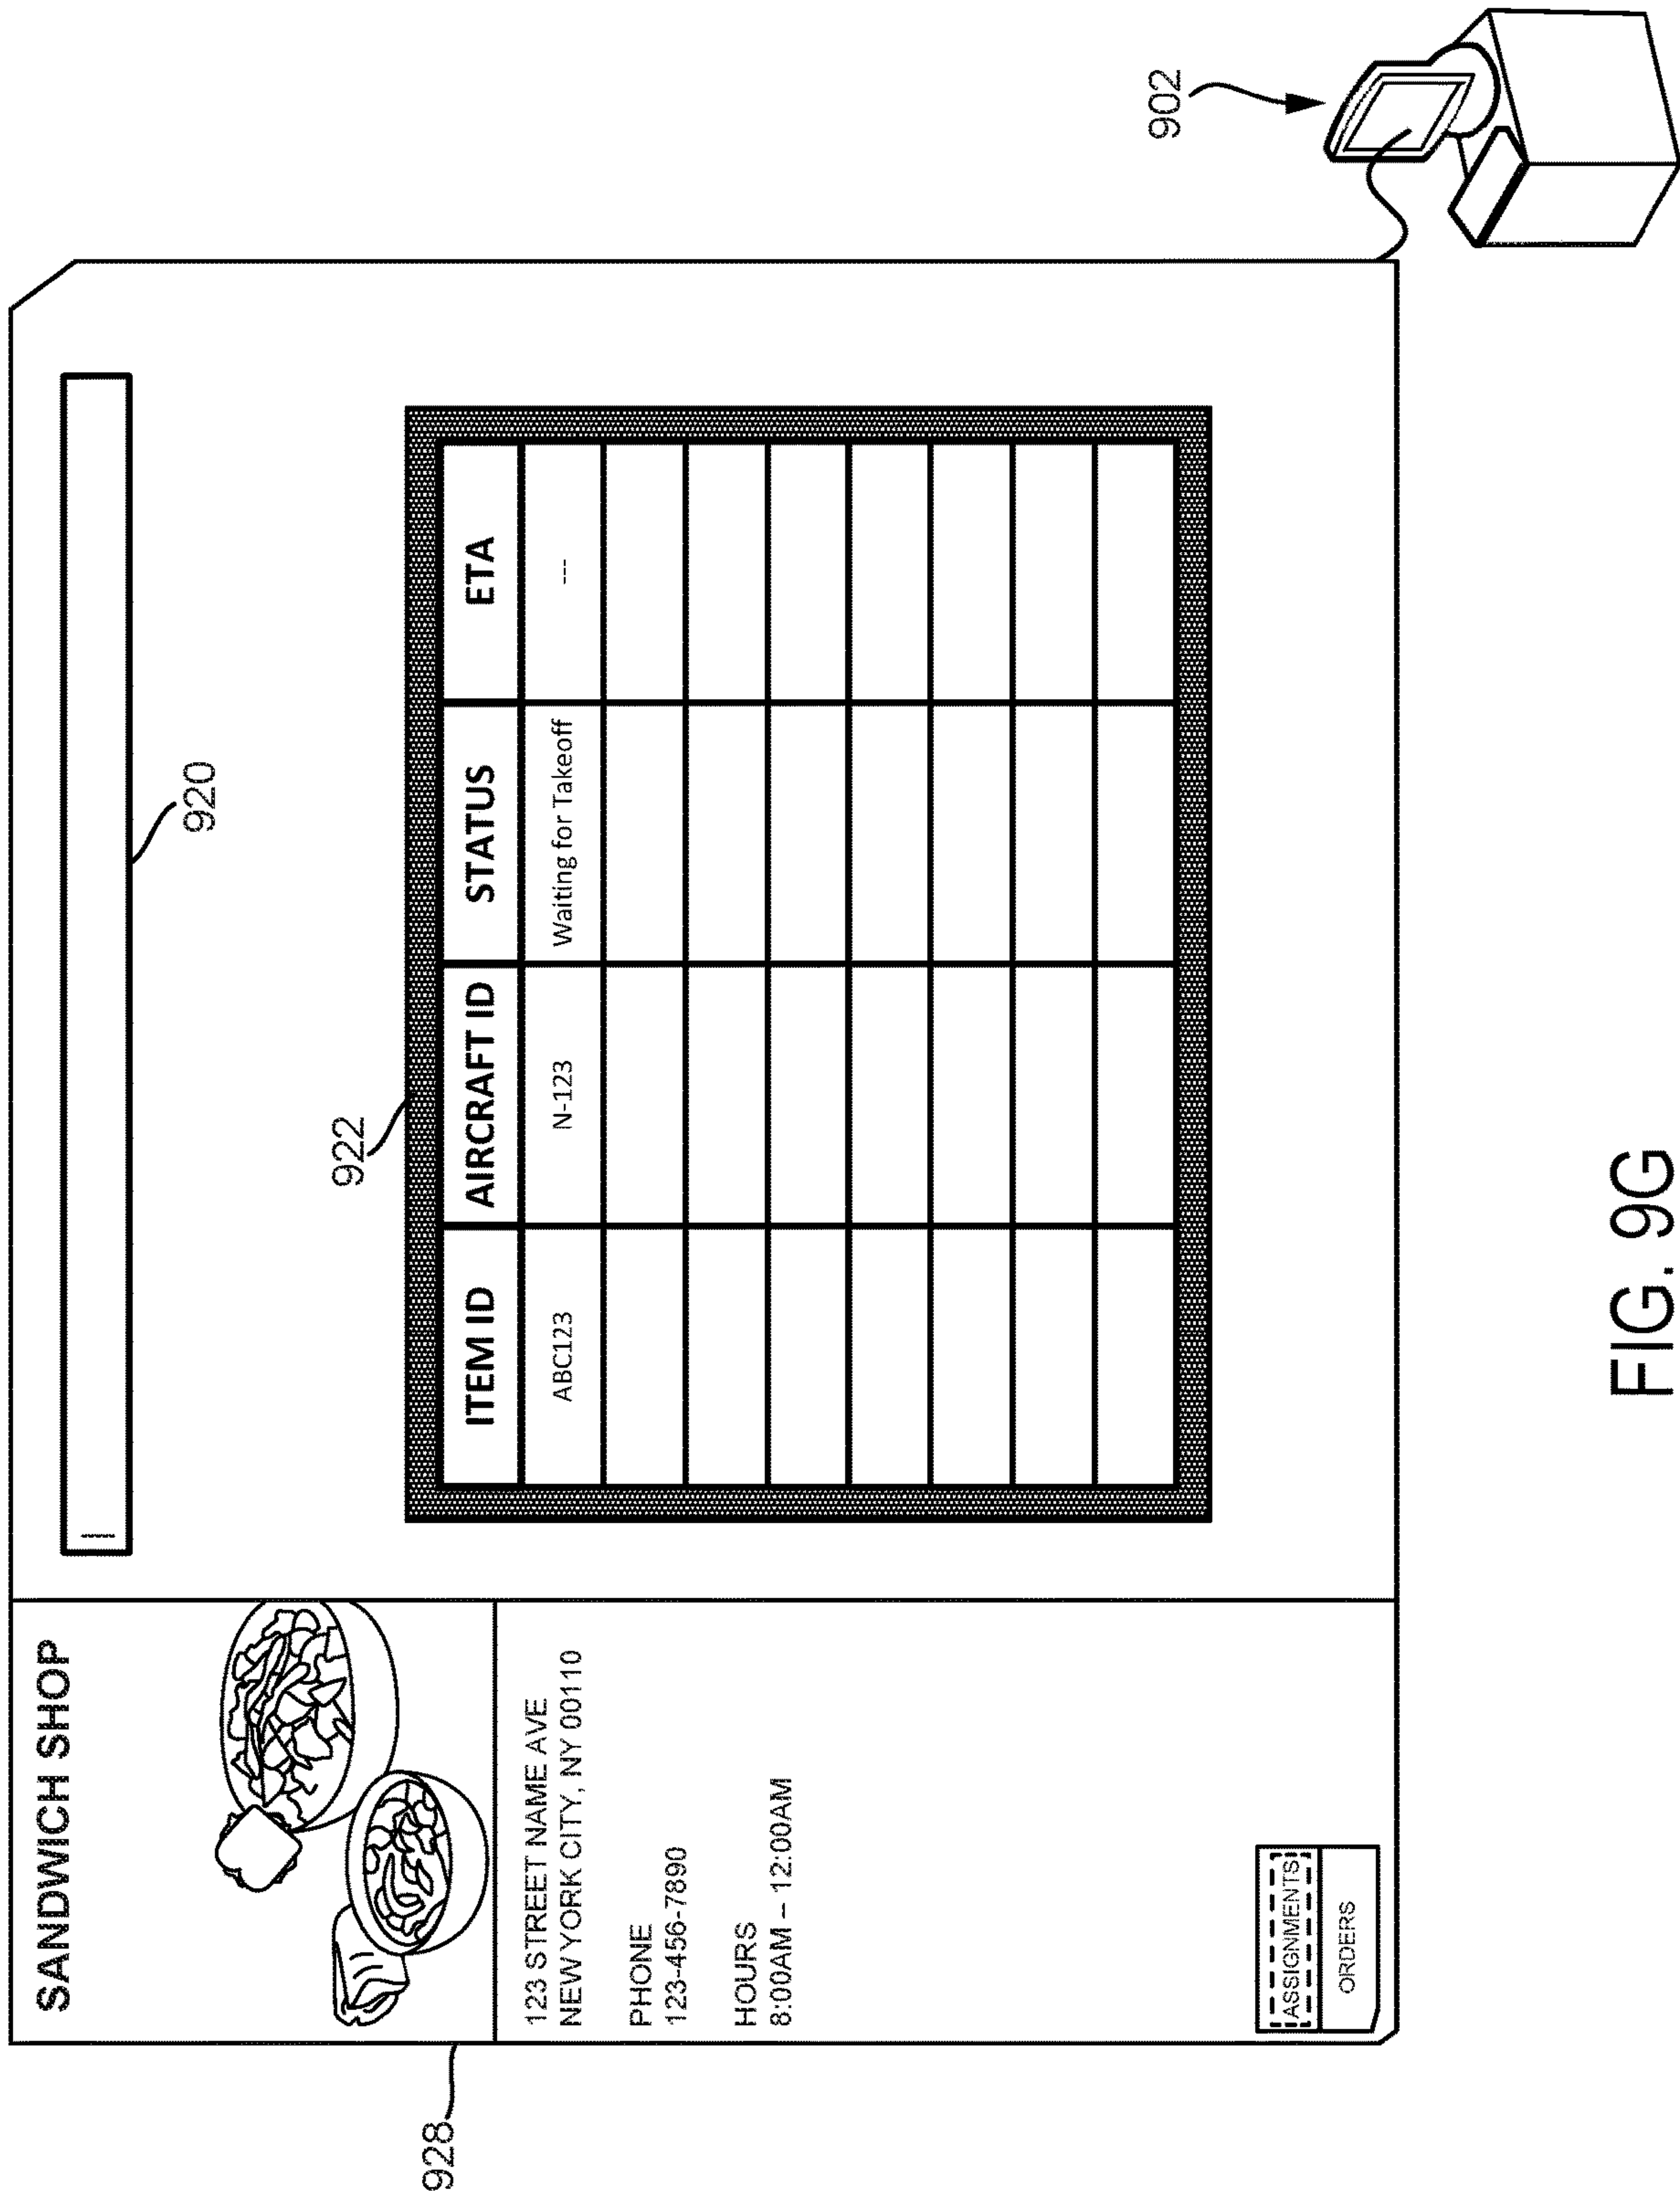 902
920
SANDWICH SHOP
922
928
ITEM ID AIRCRAFT ID STATUS ETA
ABC123 N-123 Waiting for Takeoff ---
123 STREET NAME AVE
NEW YORK CITY, NY 00110
PHONE
123-456-7890
HOURS
8:00AM – 12:00AM
ASSIGNMENTS
ORDERS
FIG. 9G